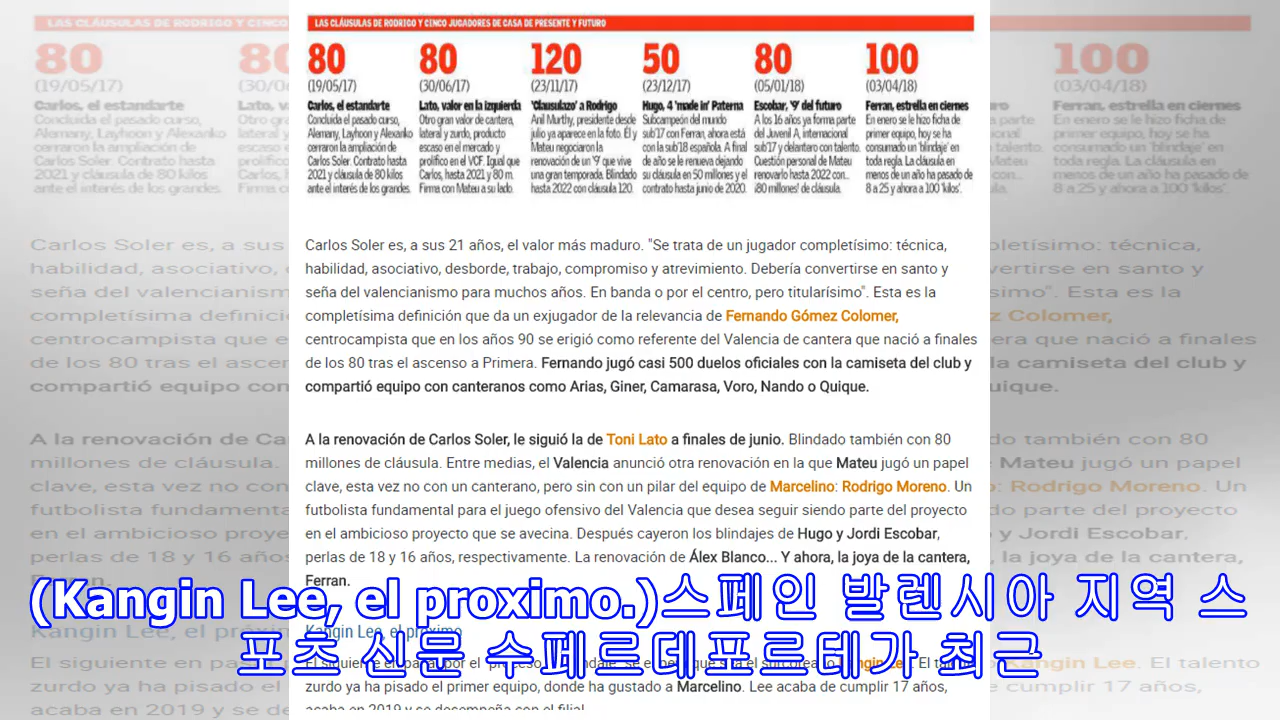 LAS CLÁUSULAS DE RODRIGO Y CINCO JUGADORES DE CASA DE PRESENTE Y FUTURO
80
(19/05/17)
Carlos, el estandarte
Concluida el pasado curso,
Alemany, Layhoon y Alexanko
cerraron la ampliación de
Carlos Soler. Contrato hasta
2021 y cláusula de 80 kilos
ante el interés de los grandes.
80
(30/06/17)
Lato, valor en la izquierda
Otro gran valor de cantera,
lateral y zurdo, producto
escaso en el mercado y
prolífico en el VCF. Igual que
Carlos, hasta 2021 y 80 m.
Firma con Mateu a su lado.
120
(23/11/17)
'Clausulazo' a Rodrigo
Anil Murthy, presidente desde
julio ya aparece en la foto. Él y
Mateu negociaron la
renovación de un '9' que vive
una gran temporada. Blindado
hasta 2022 con cláusula 120.
50
(23/12/17)
Hugo, 4 'made in' Paterna
Subcampeón del mundo
sub'17 con Ferran, ahora está
con la sub'18 española. A final
de año se le renueva dejando
su cláusula en 50 millones y el
contrato hasta junio de 2020.
80
(05/01/18)
Escobar, '9' del futuro
A los 16 años ya forma parte
del Juvenil A, internacional
sub'17 y delantero con talento.
Cuestión personal de Mateu
renovarlo hasta 2022 con...
¡80 millones! de cláusula.
100
(03/04/18)
Ferran, estrella en ciernes
En enero se le hizo ficha de
primer equipo, hoy se ha
consumado un 'blindaje' en
toda regla. La cláusula en
menos de un año ha pasado de
8 a 25 y ahora a 100 'kilos'.
Carlos Soler es, a sus 21 años, el valor más maduro. "Se trata de un jugador completísimo: técnica,
habilidad, asociativo, desborde, trabajo, compromiso y atrevimiento. Debería convertirse en santo y
seña del valencianismo para muchos años. En banda o por el centro, pero titularísimo". Esta es la
completísima definición que da un exjugador de la relevancia de Fernando Gómez Colomer,
centrocampista que en los años 90 se erigió como referente del Valencia de cantera que nació a finales
de los 80 tras el ascenso a Primera. Fernando jugó casi 500 duelos oficiales con la camiseta del club y
compartió equipo con canteranos como Arias, Giner, Camarasa, Voro, Nando o Quique.
A la renovación de Carlos Soler, le siguió la de Toni Lato a finales de junio. Blindado también con 80
millones de cláusula. Entre medias, el Valencia anunció otra renovación en la que Mateu jugó un papel
clave, esta vez no con un canterano, pero sin con un pilar del equipo de Marcelino: Rodrigo Moreno. Un
futbolista fundamental para el juego ofensivo del Valencia que desea seguir siendo parte del proyecto
en el ambicioso proyecto que se avecina. Después cayeron los blindajes de Hugo y Jordi Escobar,
perlas de 18 y 16 años, respectivamente. La renovación de Álex Blanco... Y ahora, la joya de la cantera,
Ferran.
(Kangin Lee, el proximo.)스페인 발렌시아 지역 스
포츠 신문 수페르데포르테가 최근
Kangin Lee, el próximo
zurdo ya ha pisado el primer equipo, donde ha gustado a Marcelino. Lee acaba de cumplir 17 años,
acaba en 2019 y se desempeña con el filial.